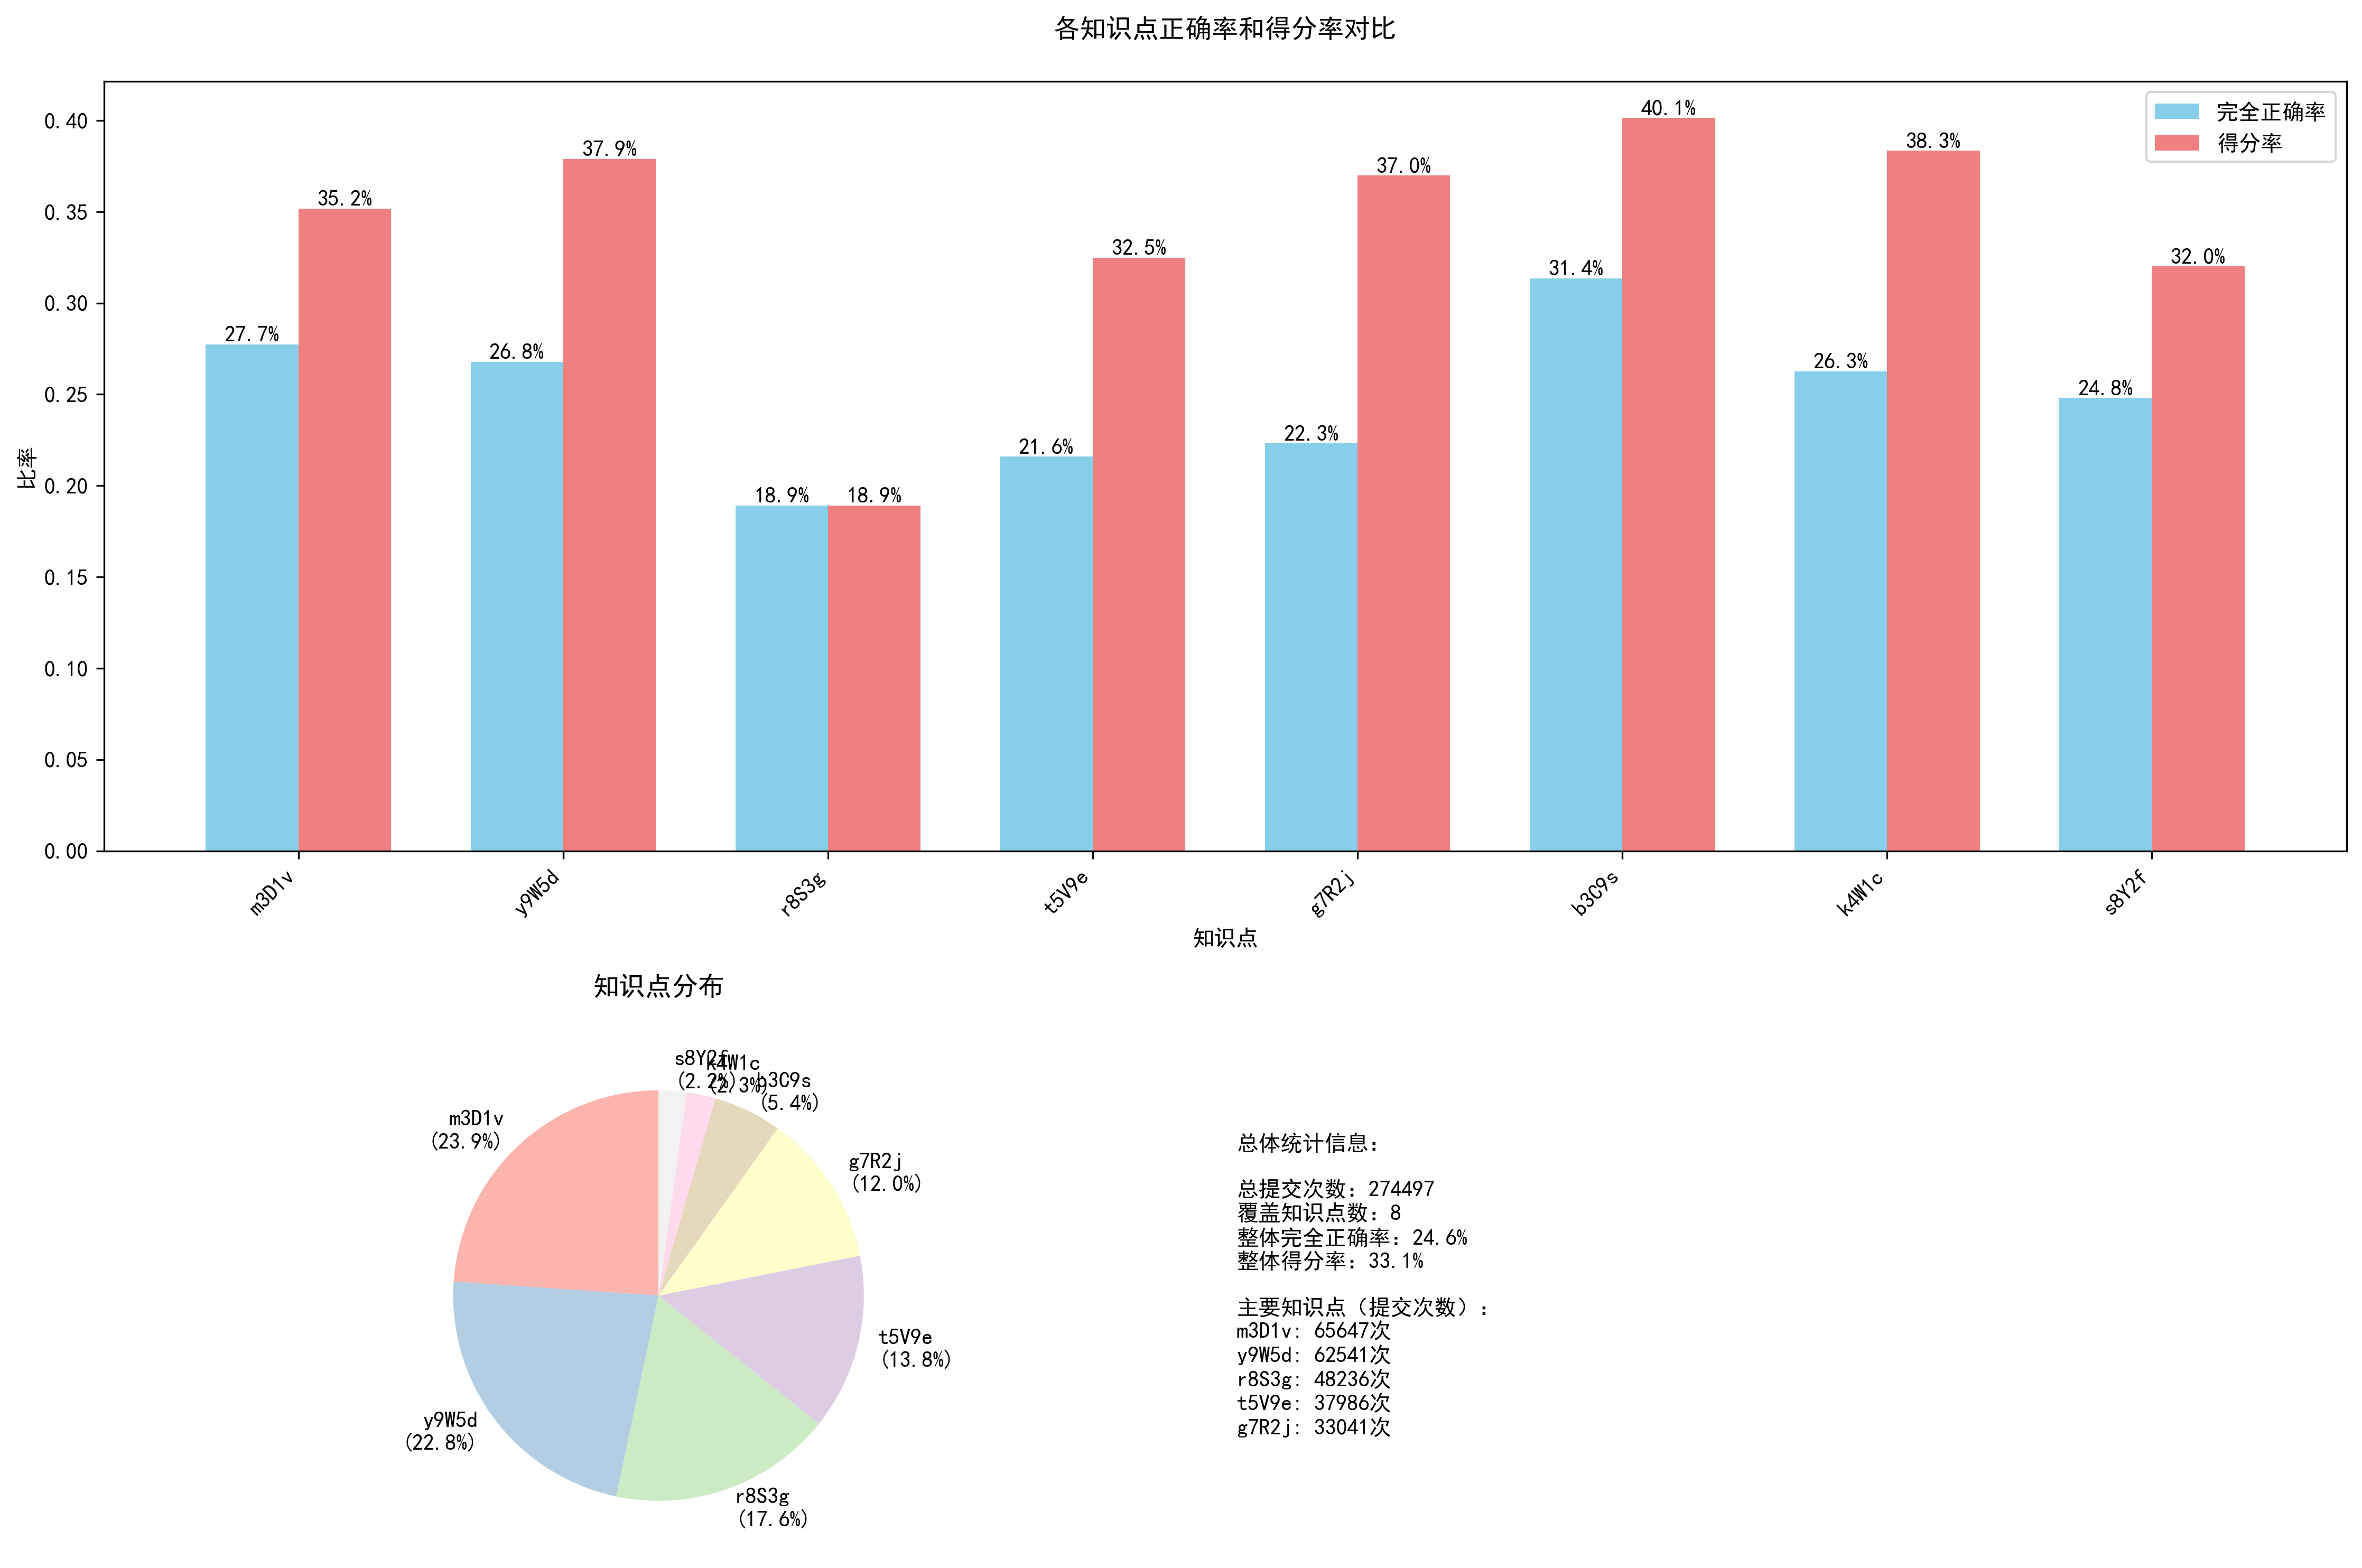 各知识点正确率和得分率对比
完全正确率
得分率
比率
0.40
0.35
0.30
0.25
0.20
0.15
0.10
0.05
0.00
27.7%
35.2%
26.8%
37.9%
18.9%
18.9%
21.6%
32.5%
22.3%
37.0%
31.4%
40.1%
26.3%
38.3%
24.8%
32.0%
m3D1v
y9W5d
r8S3g
t5V9e
g7R2j
b3C9s
k4W1c
s8Y2f
知识点
知识点分布
s8Y2f
(2.2%)
k4W1c
(2.3%)
b3C9s
(5.4%)
m3D1v
(23.9%)
g7R2j
(12.0%)
t5V9e
(13.8%)
y9W5d
(22.8%)
r8S3g
(17.6%)
总体统计信息：
总提交次数：274497
覆盖知识点数：8
整体完全正确率：24.6%
整体得分率：33.1%
主要知识点（提交次数）：
m3D1v: 65647次
y9W5d: 62541次
r8S3g: 48236次
t5V9e: 37986次
g7R2j: 33041次